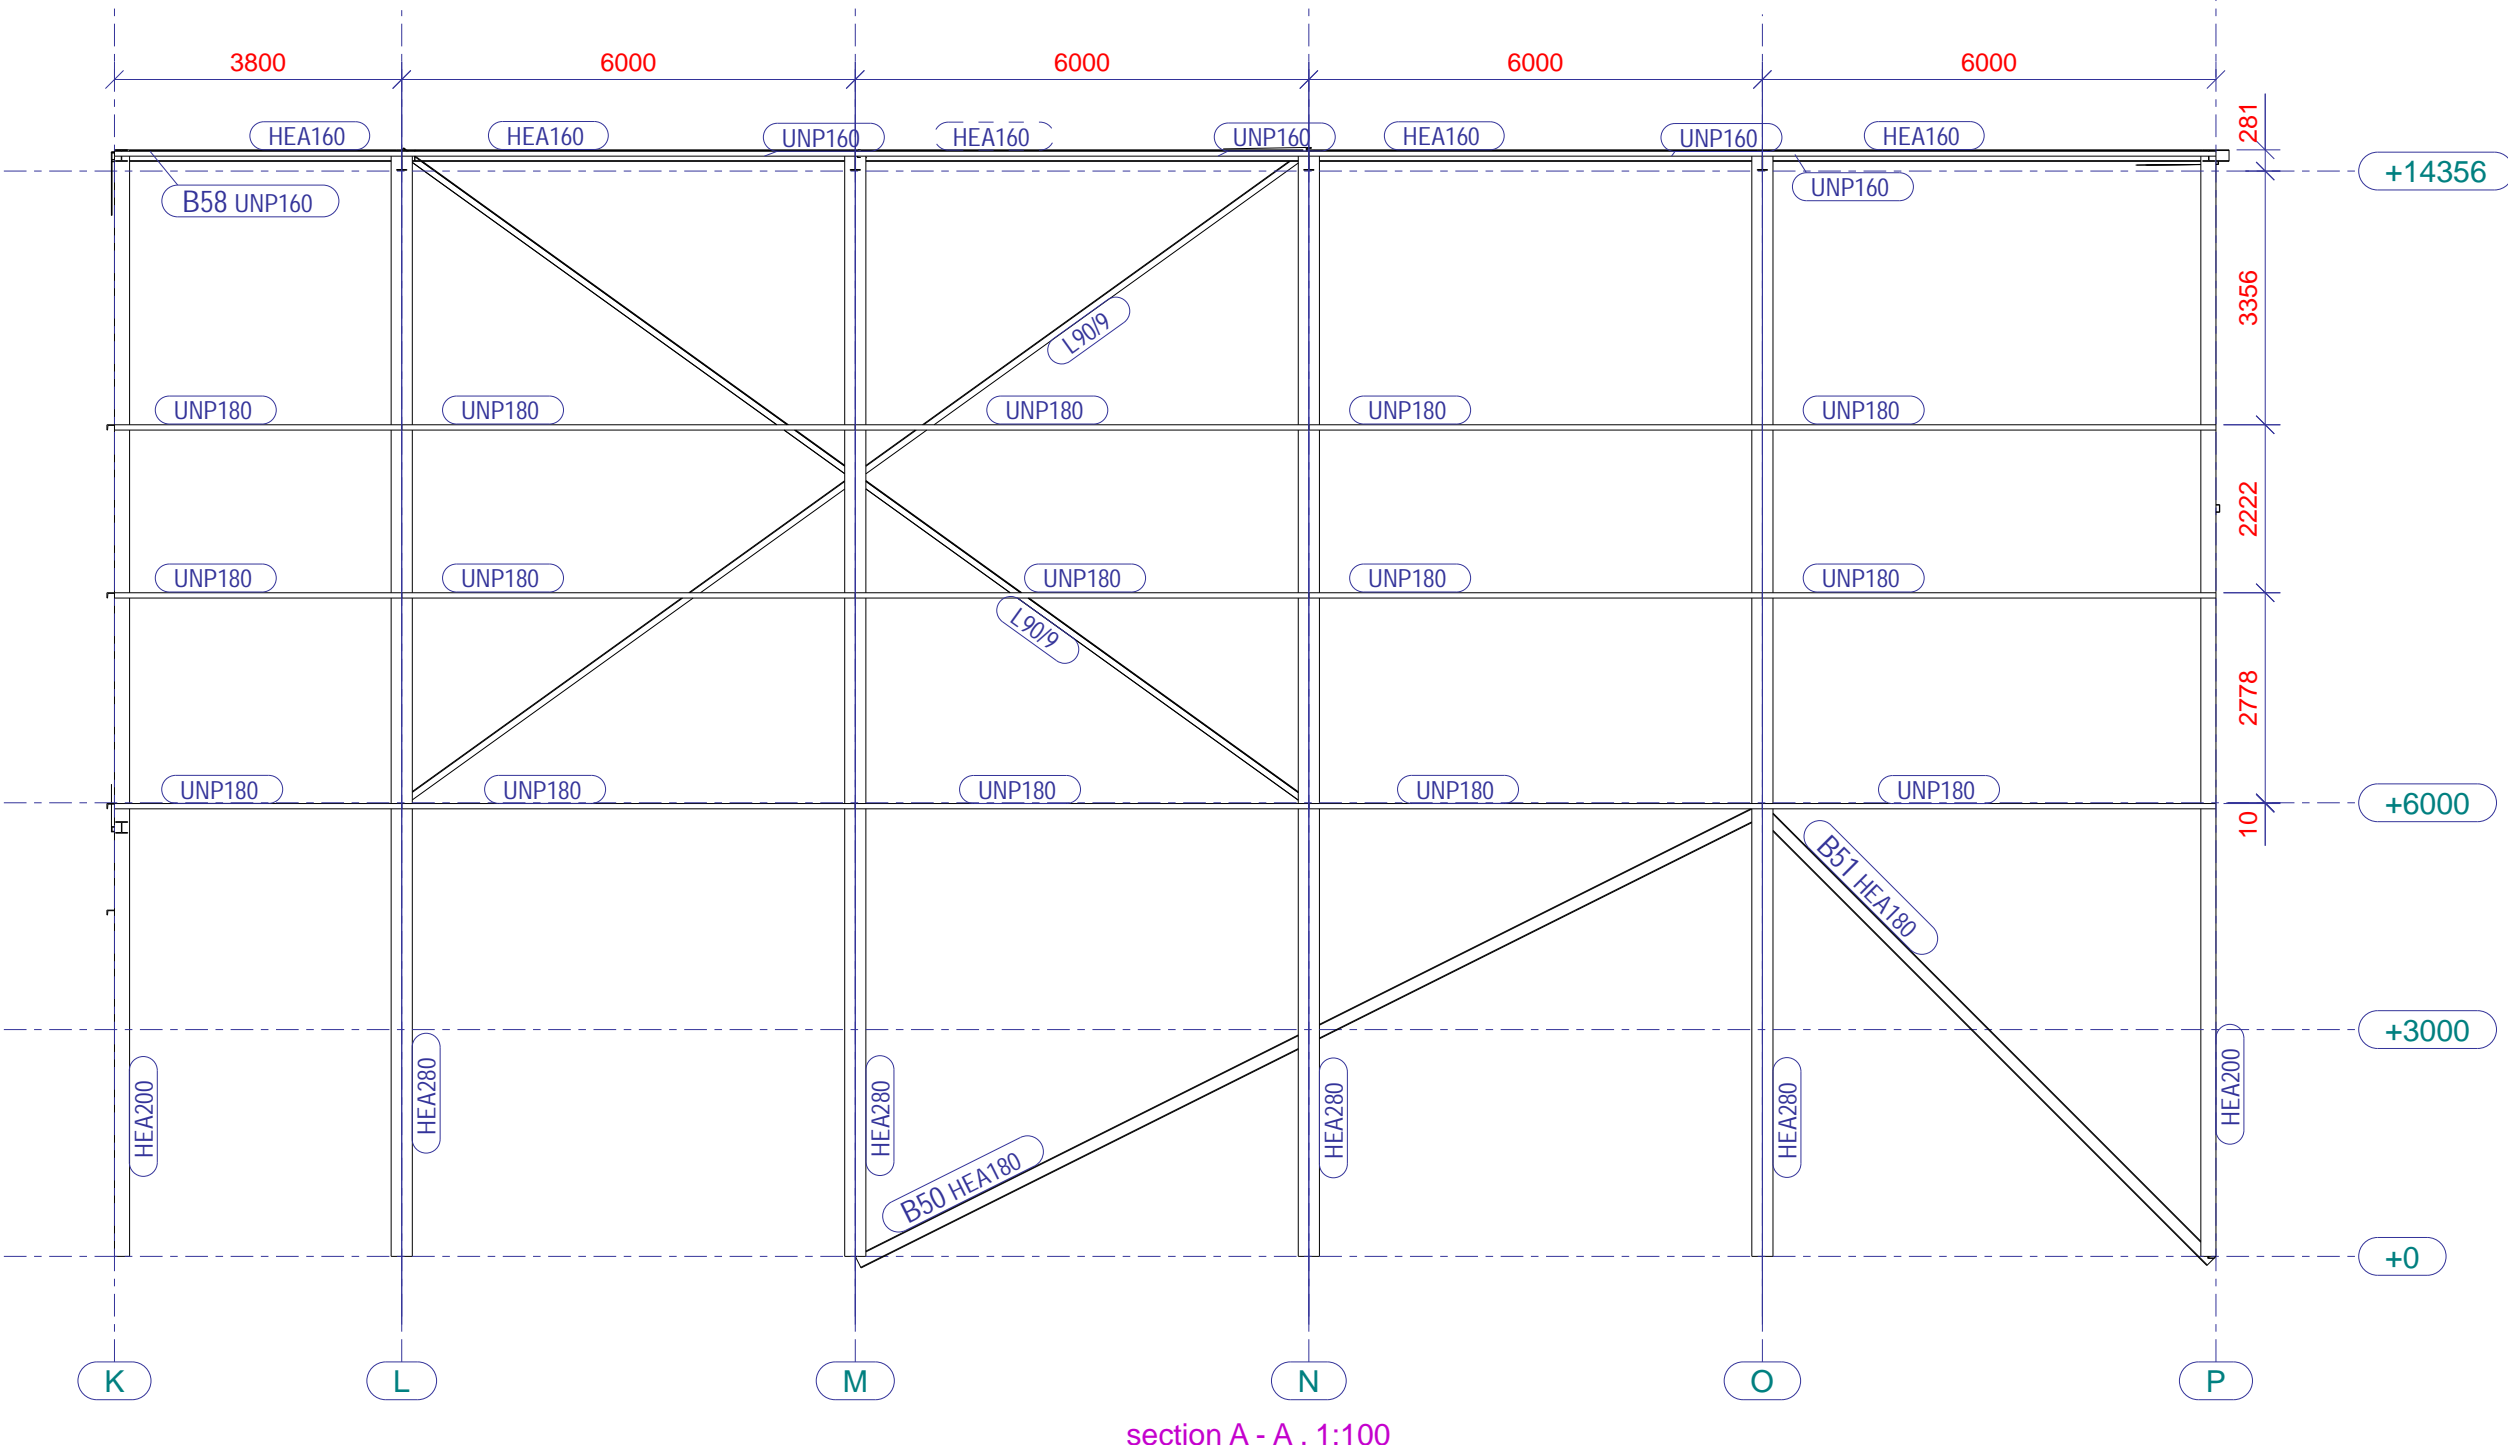 3800 6000 6000 6000 6000
281
HEA160 HEA160 UNP160 HEA160 UNP160 HEA160 UNP160 HEA160
+14356
B58 UNP160 UNP160
3356
L90/9
UNP180 UNP180 UNP180 UNP180 UNP180
2222
UNP180 UNP180 UNP180 UNP180 UNP180
L90/9
2778
UNP180 UNP180 UNP180 UNP180 UNP180
+6000
10
B51 HEA180
+3000
HEA200 HEA280 HEA280 HEA280 HEA280 HEA200
B50 HEA180
+0
K L M N O P
section A - A . 1:100